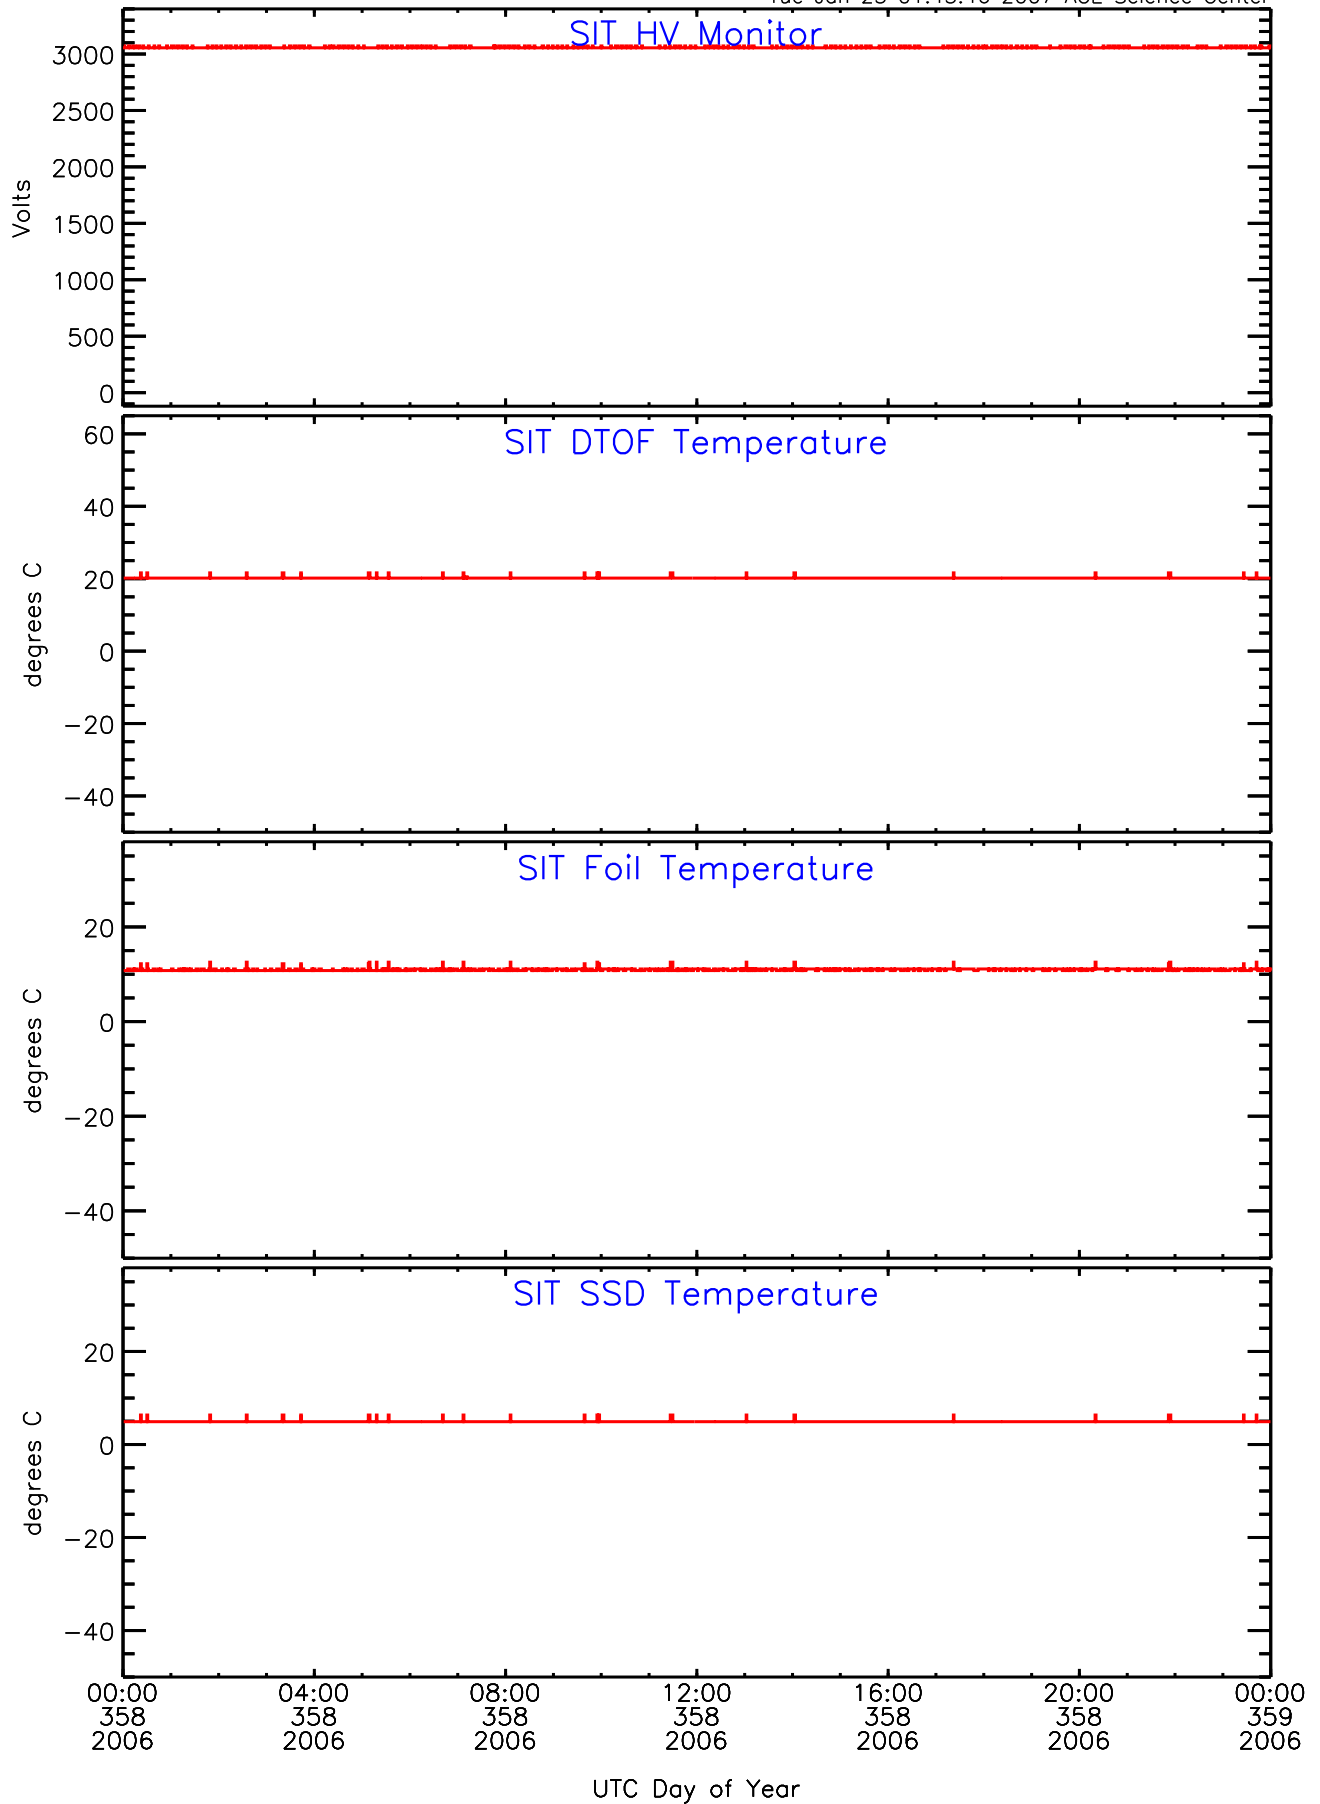 SIT HV Monitor
3000
2500
2000
1500
1000
500
0
Volts
SIT DTOF Temperature
60
40
20
0
−20
−40
degrees C
SIT Foil Temperature
20
0
−20
−40
degrees C
SIT SSD Temperature
20
0
−20
−40
degrees C
00:00 04:00 08:00 12:00 16:00 20:00 00:00
358 358 358 358 358 358 359
2006 2006 2006 2006 2006 2006 2006
UTC Day of Year